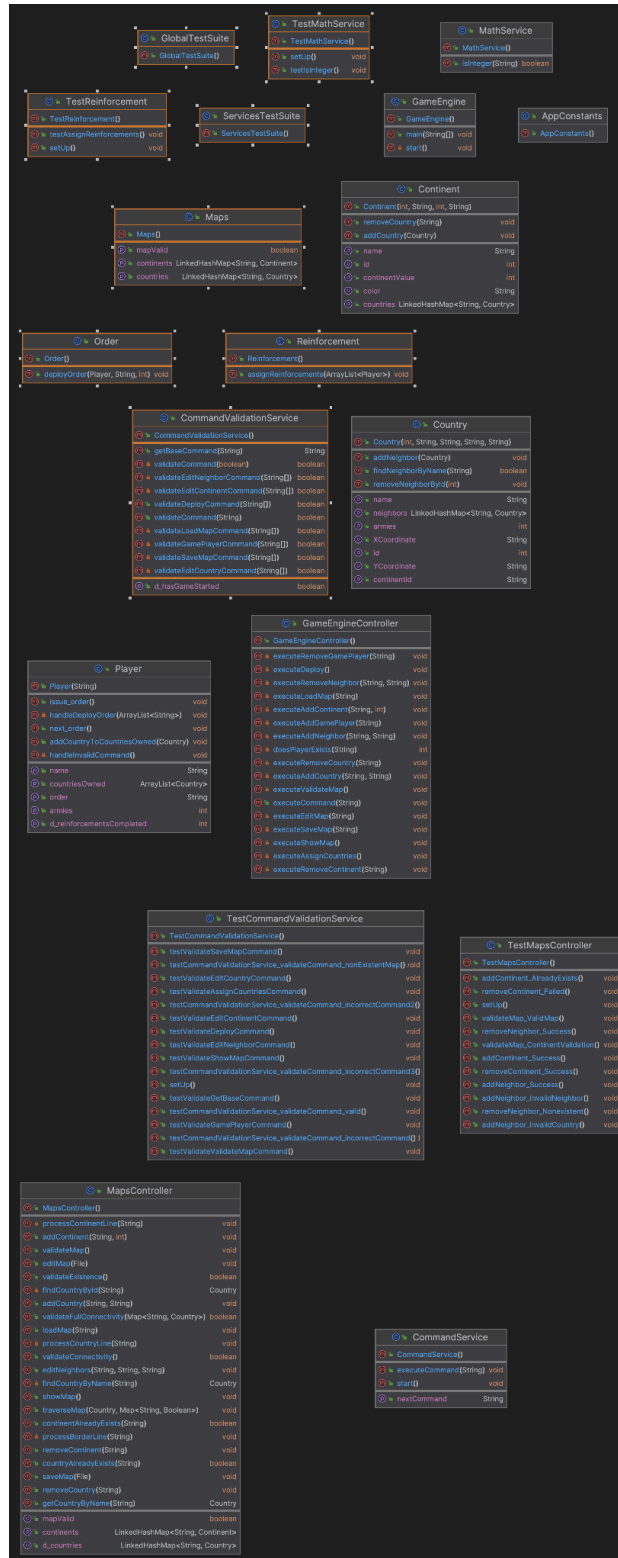 GlobalTestSuite
GlobalTestSuite()
TestMathService
TestMathService()
setUp() void
testIsInteger() void
MathService
MathService()
isInteger(String) boolean
TestReinforcement
TestReinforcement()
testAssignReinforcements() void
setUp() void
ServicesTestSuite
ServicesTestSuite()
GameEngine
GameEngine()
main(String[]) void
start() void
AppConstants
AppConstants()
Maps
Maps()
mapValid boolean
continents LinkedHashMap<String, Continent>
countries LinkedHashMap<String, Country>
Continent
Continent(int, String, int, String)
removeCountry(String) void
addCountry(Country) void
name String
id int
continentValue int
color String
countries LinkedHashMap<String, Country>
Order
Order()
deployOrder(Player, String, int) void
Reinforcement
Reinforcement()
assignReinforcements(ArrayList<Player>) void
CommandValidationService
CommandValidationService()
getBaseCommand(String) String
validateCommand(boolean) boolean
validateEditNeighborCommand(String[]) boolean
validateEditContinentCommand(String[]) boolean
validateDeployCommand(String[]) boolean
validateCommand(String) boolean
validateLoadMapCommand(String[]) boolean
validateGamePlayerCommand(String[]) boolean
validateSaveMapCommand(String[]) boolean
validateEditCountryCommand(String[]) boolean
d_hasGameStarted boolean
Country
Country(int, String, String, String, String)
addNeighbor(Country) void
findNeighborByName(String) boolean
removeNeighborById(int) void
name String
neighbors LinkedHashMap<String, Country>
armies int
XCoordinate String
id int
YCoordinate String
continentId String
GameEngineController
GameEngineController()
executeRemoveGamePlayer(String) void
executeDeploy() void
executeRemoveNeighbor(String, String) void
executeLoadMap(String) void
executeAddContinent(String, int) void
executeAddGamePlayer(String) void
executeAddNeighbor(String, String) void
doesPlayerExists(String) int
executeRemoveCountry(String) void
executeAddCountry(String, String) void
executeValidateMap() void
executeCommand(String) void
executeEditMap(String) void
executeSaveMap(String) void
executeShowMap() void
executeAssignCountries() void
executeRemoveContinent(String) void
Player
Player(String)
issue_order() void
handleDeployOrder(ArrayList<String>) void
next_order() void
addCountryToCountriesOwned(Country) void
handleInvalidCommand() void
name String
countriesOwned ArrayList<Country>
order String
armies int
d_reinforcementsCompleted int
TestCommandValidationService
TestCommandValidationService()
testValidateSaveMapCommand() void
testCommandValidationService_validateCommand_nonExistentMap() void
testValidateEditCountryCommand() void
testValidateAssignCountriesCommand() void
testCommandValidationService_validateCommand_incorrectCommand2() void
testValidateEditContinentCommand() void
testValidateDeployCommand() void
testValidateEditNeighborCommand() void
testValidateShowMapCommand() void
testCommandValidationService_validateCommand_incorrectCommand3() void
setUp() void
testValidateGetBaseCommand() void
testCommandValidationService_validateCommand_valid() void
testValidateGamePlayerCommand() void
testCommandValidationService_validateCommand_incorrectCommand()
testValidateValidateMapCommand() void
TestMapsController
TestMapsController()
addContinent_AlreadyExists() void
removeContinent_Failed() void
setUp() void
validateMap_ValidMap() void
removeNeighbor_Success() void
validateMap_ContinentValidation() void
addContinent_Success() void
removeContinent_Success() void
addNeighbor_Success() void
addNeighbor_InvalidNeighbor() void
removeNeighbor_Nonexistent() void
addNeighbor_InvalidCountry() void
MapsController
MapsController()
processContinentLine(String) void
addContinent(String, int) void
validateMap() void
editMap(File) void
validateExistence() boolean
findCountryById(String) Country
addCountry(String, String) void
validateFullConnectivity(Map<String, Country>) boolean
loadMap(String) void
processCountryLine(String) void
validateConnectivity() boolean
editNeighbors(String, String, String) void
findCountryByName(String) Country
showMap() void
traverseMap(Country, Map<String, Boolean>) void
continentAlreadyExists(String) boolean
processBorderLine(String) void
removeContinent(String) void
countryAlreadyExists(String) boolean
saveMap(File) void
removeCountry(String) void
getCountryByName(String) Country
mapValid boolean
continents LinkedHashMap<String, Continent>
d_countries LinkedHashMap<String, Country>
CommandService
CommandService()
executeCommand(String) void
start() void
nextCommand String